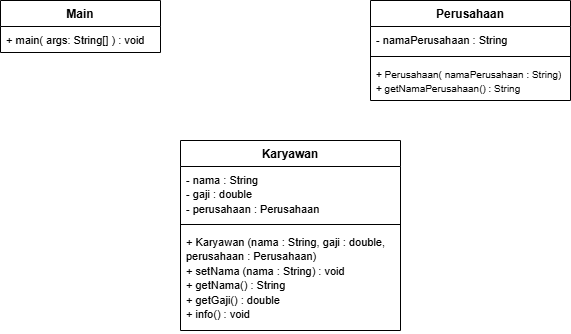 Main
+ main( args: String[] ) : void
Perusahaan
- namaPerusahaan : String
+ Perusahaan( namaPerusahaan : String)
+ getNamaPerusahaan() : String
Karyawan
- nama : String
- gaji : double
- perusahaan : Perusahaan
+ Karyawan (nama : String, gaji : double,
perusahaan : Perusahaan)
+ setNama (nama : String) : void
+ getNama() : String
+ getGaji() : double
+ info() : void